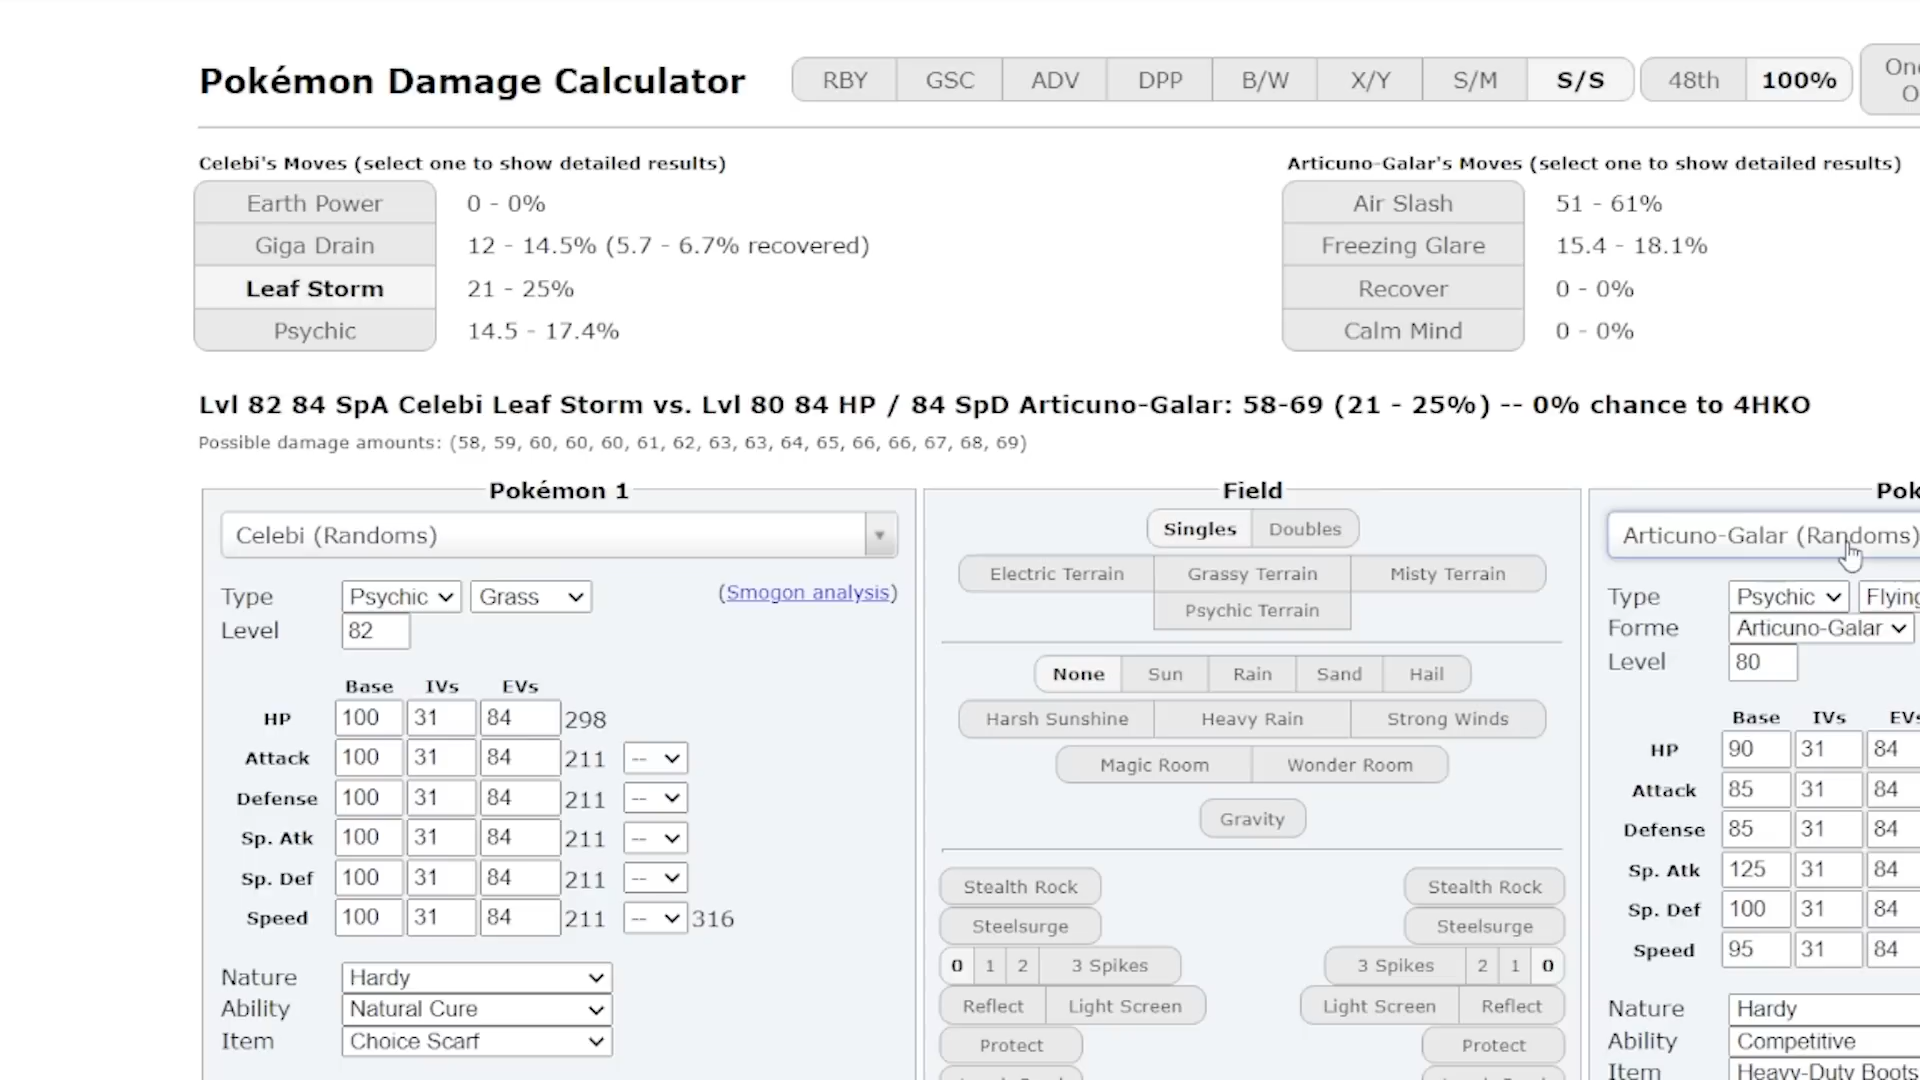 Pokémon Damage Calculator
RBY GSC ADV DPP B/W X/Y S/M S/S 48th 100%
Celebi's Moves (select one to show detailed results)
Earth Power 0 - 0%
Giga Drain 12 - 14.5% (5.7 - 6.7% recovered)
Leaf Storm 21 - 25%
Psychic 14.5 - 17.4%
Articuno-Galar's Moves (select one to show detailed results)
Air Slash 51 - 61%
Freezing Glare 15.4 - 18.1%
Recover 0 - 0%
Calm Mind 0 - 0%
Lvl 82 84 SpA Celebi Leaf Storm vs. Lvl 80 84 HP / 84 SpD Articuno-Galar: 58-69 (21 - 25%) -- 0% chance to 4HKO
Possible damage amounts: (58, 59, 60, 60, 60, 61, 62, 63, 63, 64, 65, 66, 66, 67, 68, 69)
Pokémon 1
Celebi (Randoms)
Type Psychic Grass (Smogon analysis)
Level 82
Base IVs EVs
HP 100 31 84 298
Attack 100 31 84 211 --
Defense 100 31 84 211 --
Sp. Atk 100 31 84 211 --
Sp. Def 100 31 84 211 --
Speed 100 31 84 211 -- 316
Nature Hardy
Ability Natural Cure
Item Choice Scarf
Field
Singles Doubles
Electric Terrain Grassy Terrain Misty Terrain
Psychic Terrain
None Sun Rain Sand Hail
Harsh Sunshine Heavy Rain Strong Winds
Magic Room Wonder Room
Gravity
Stealth Rock Stealth Rock
Steelsurge Steelsurge
0 1 2 3 Spikes 3 Spikes 2 1 0
Reflect Light Screen Light Screen Reflect
Protect Protect
Articuno-Galar (Randoms)
Type Psychic Flying
Forme Articuno-Galar
Level 80
Base IVs EVs
HP 90 31 84
Attack 85 31 84
Defense 85 31 84
Sp. Atk 125 31 84
Sp. Def 100 31 84
Speed 95 31 84
Nature Hardy
Ability Competitive
Item Heavy-Duty Boots